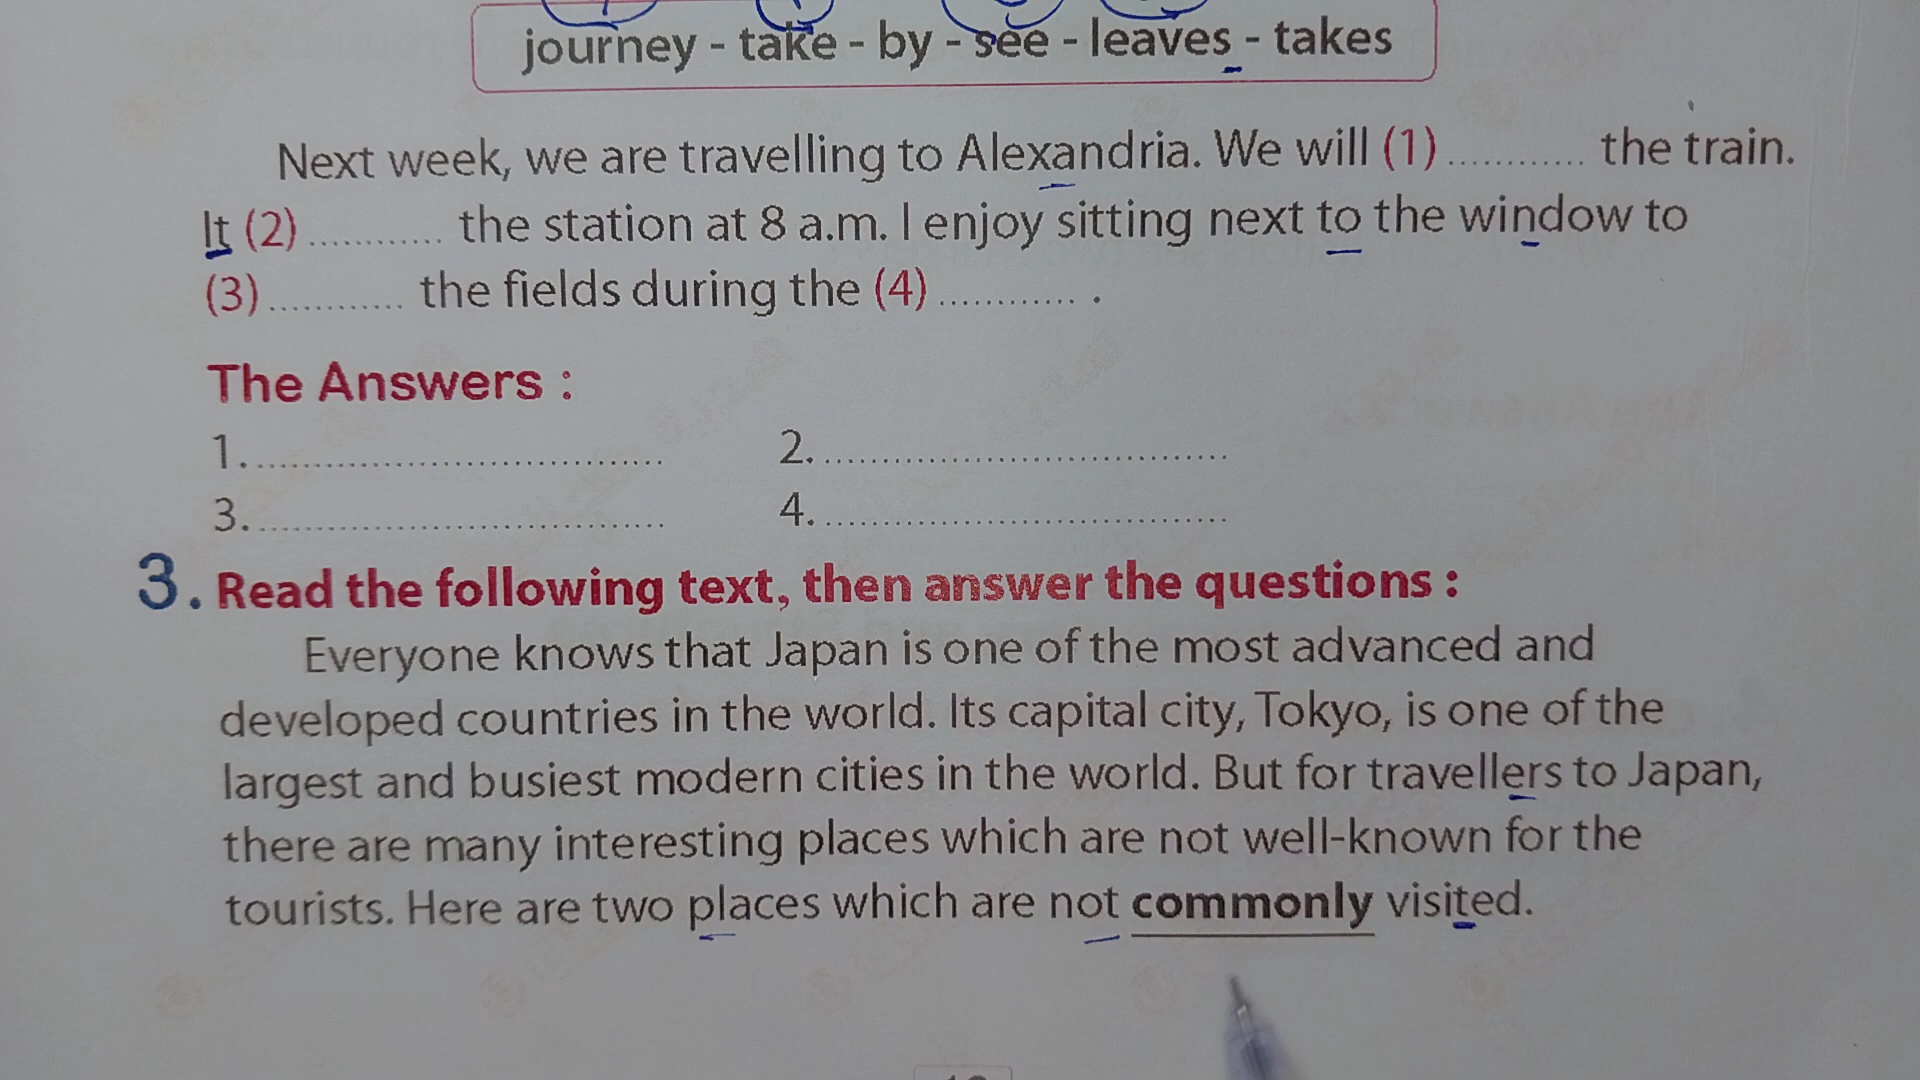 journey - take - by - see - leaves - takes
Next week, we are travelling to Alexandria. We will (1) ............ the train.
It (2) ............ the station at 8 a.m. I enjoy sitting next to the window to
(3) ............ the fields during the (4) ............ .
The Answers :
1. .................................... 2. ....................................
3. .................................... 4. ....................................
3. Read the following text, then answer the questions :
Everyone knows that Japan is one of the most advanced and
developed countries in the world. Its capital city, Tokyo, is one of the
largest and busiest modern cities in the world. But for travellers to Japan,
there are many interesting places which are not well-known for the
tourists. Here are two places which are not commonly visited.